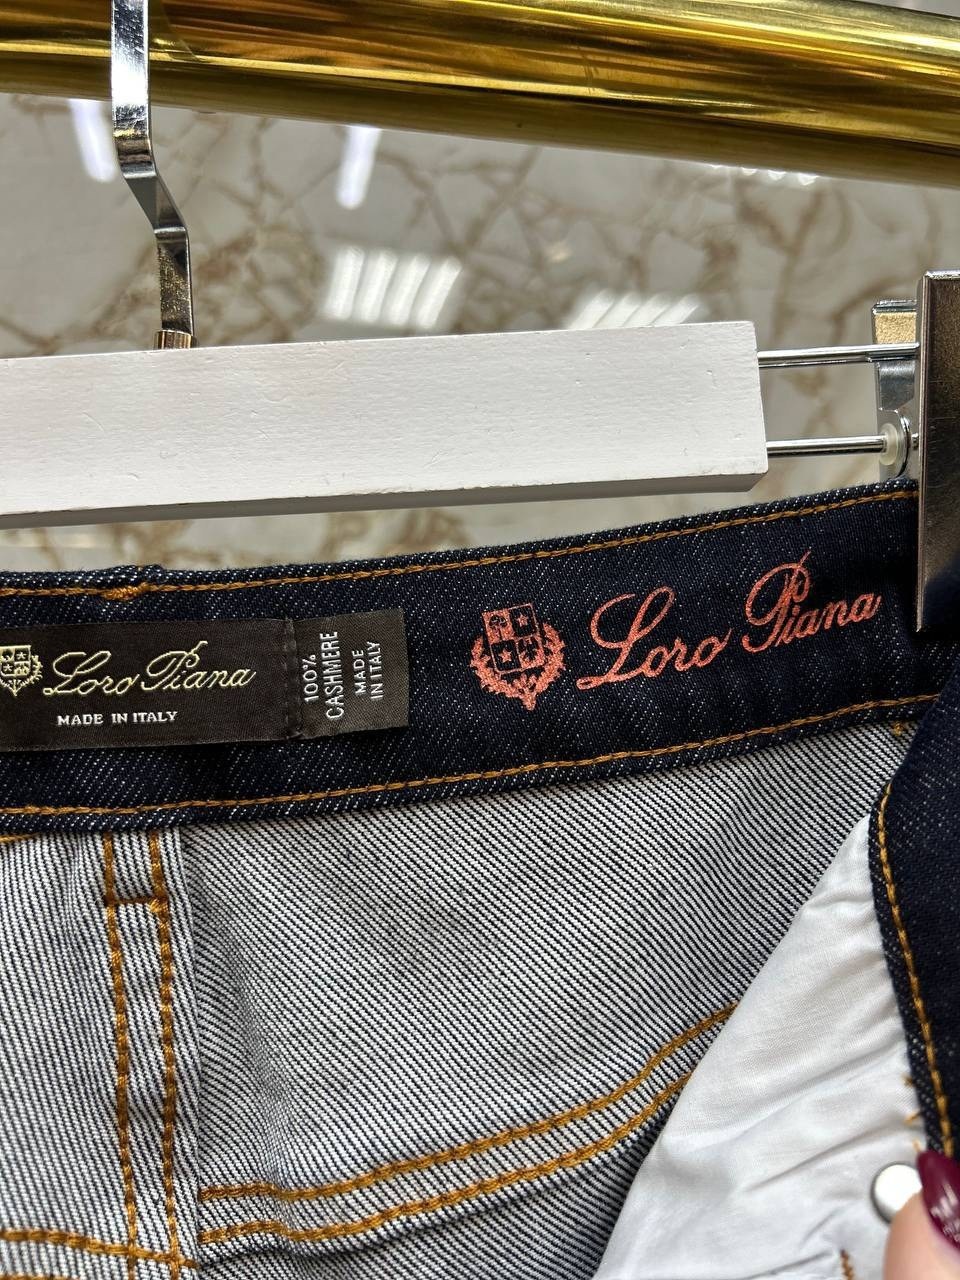 Loro Piana
MADE IN ITALY
100%
CASHMERE
MADE
IN ITALY
Loro Piana